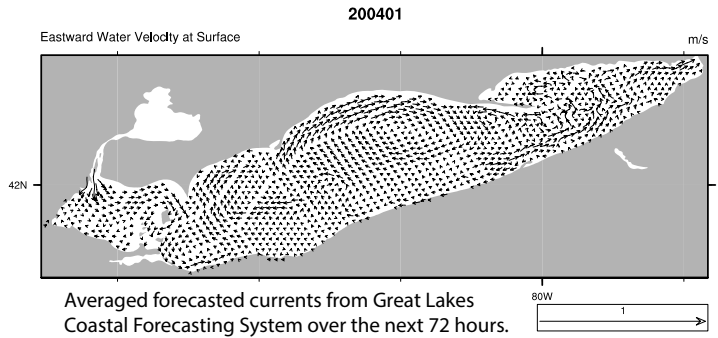 200401
Eastward Water Velocity at Surface
m/s
42N
Averaged forecasted currents from Great Lakes
80W
1
Coastal Forecasting System over the next 72 hours.